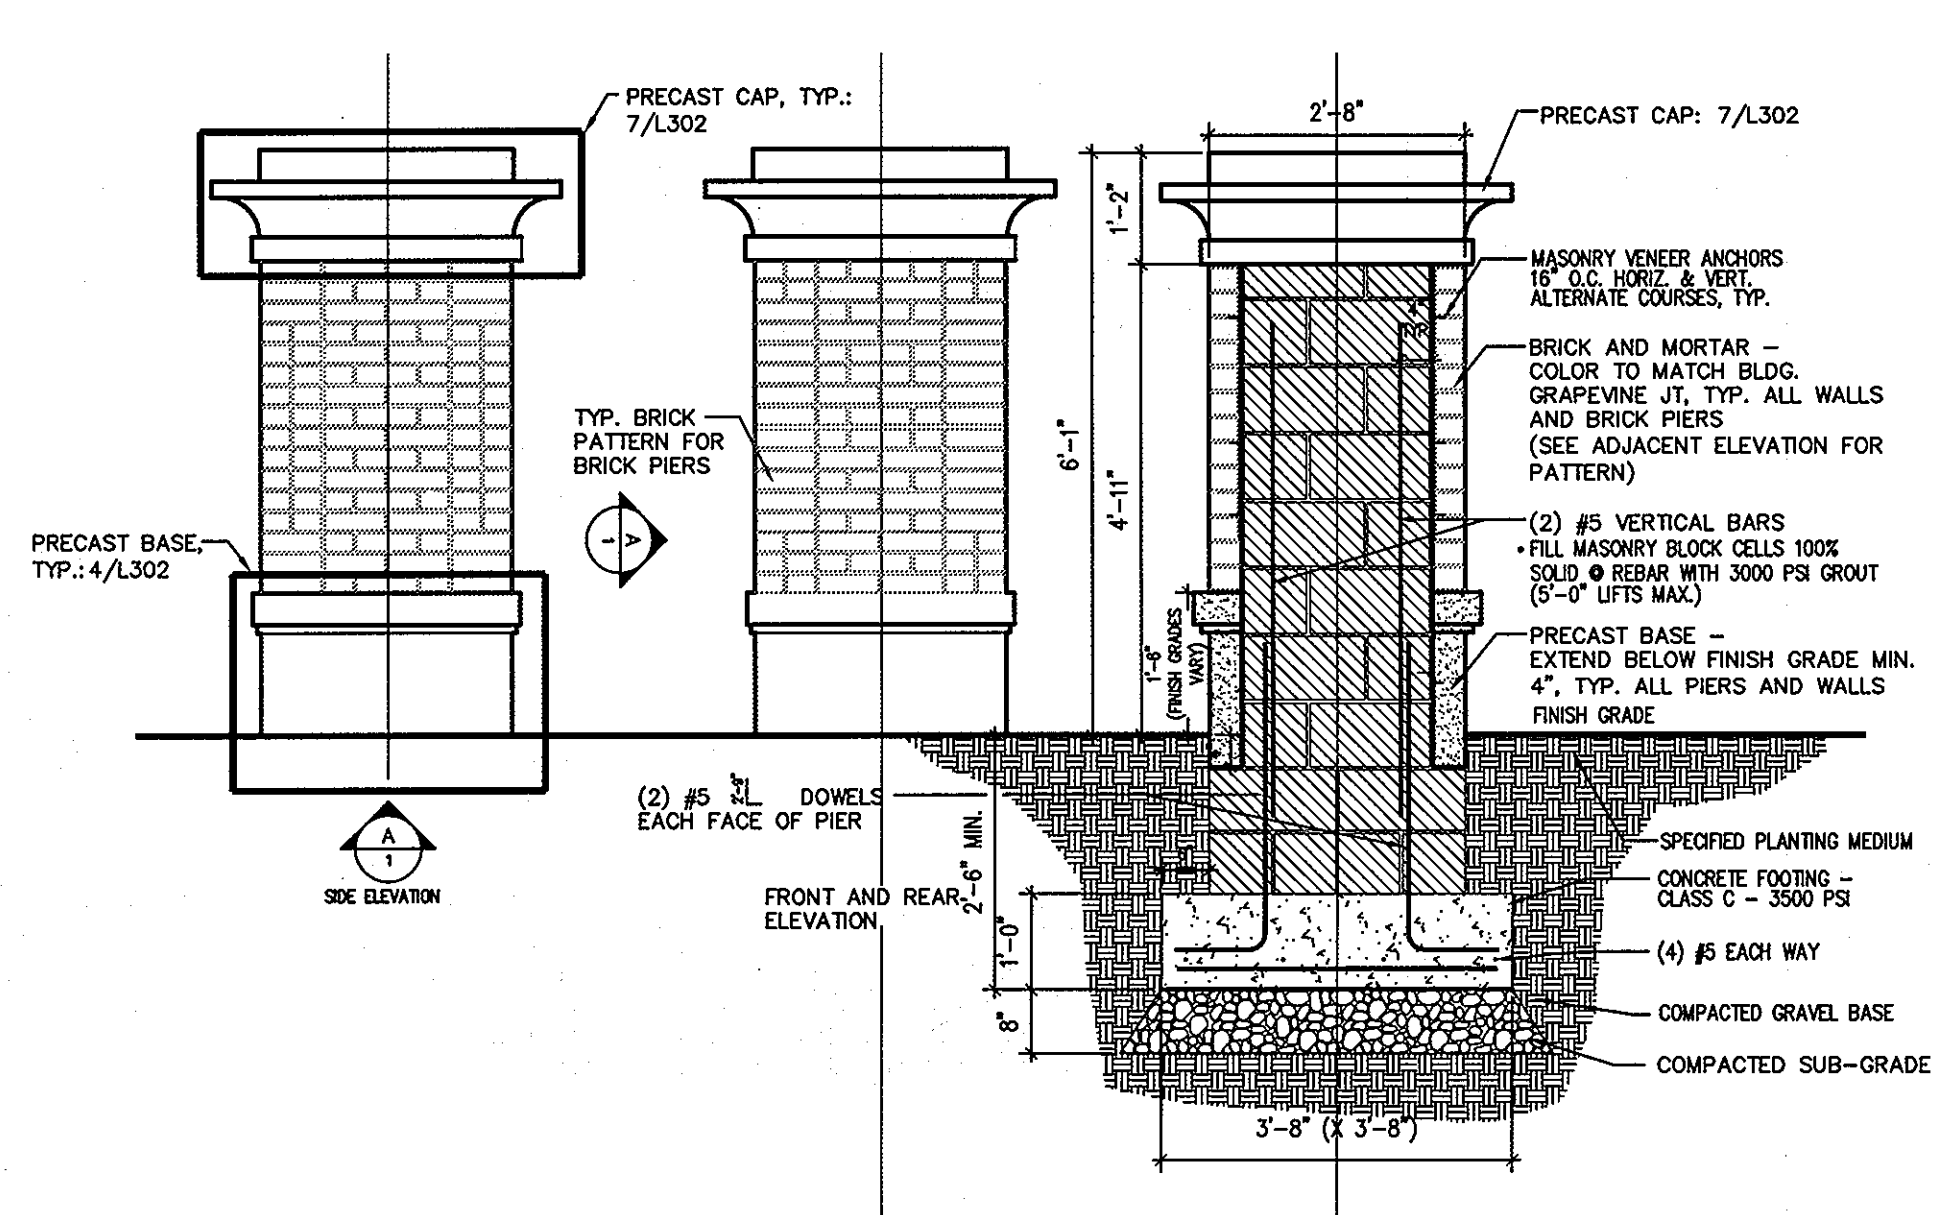 PRECAST CAP, TYP.:
7/L302
PRECAST BASE,
TYP.: 4/L302
A
1
SIDE ELEVATION
TYP. BRICK
PATTERN FOR
BRICK PIERS
A
1
(2) #5 DOWELS
EACH FACE OF PIER
FRONT AND REAR
ELEVATION
2'-8"
6'-1"
1'-2"
4'-11"
1'-6"
(FINISH GRADES
VARY)
4"
TYP.
2'-6" MIN.
1'-0"
8"
3'-8" (X 3'-8")
PRECAST CAP: 7/L302
MASONRY VENEER ANCHORS
16" O.C. HORIZ. & VERT.
ALTERNATE COURSES, TYP.
BRICK AND MORTAR –
COLOR TO MATCH BLDG.
GRAPEVINE JT, TYP. ALL WALLS
AND BRICK PIERS
(SEE ADJACENT ELEVATION FOR
PATTERN)
(2) #5 VERTICAL BARS
• FILL MASONRY BLOCK CELLS 100%
SOLID @ REBAR WITH 3000 PSI GROUT
(5'-0" LIFTS MAX.)
PRECAST BASE –
EXTEND BELOW FINISH GRADE MIN.
4", TYP. ALL PIERS AND WALLS
FINISH GRADE
SPECIFIED PLANTING MEDIUM
CONCRETE FOOTING –
CLASS C – 3500 PSI
(4) #5 EACH WAY
COMPACTED GRAVEL BASE
COMPACTED SUB-GRADE